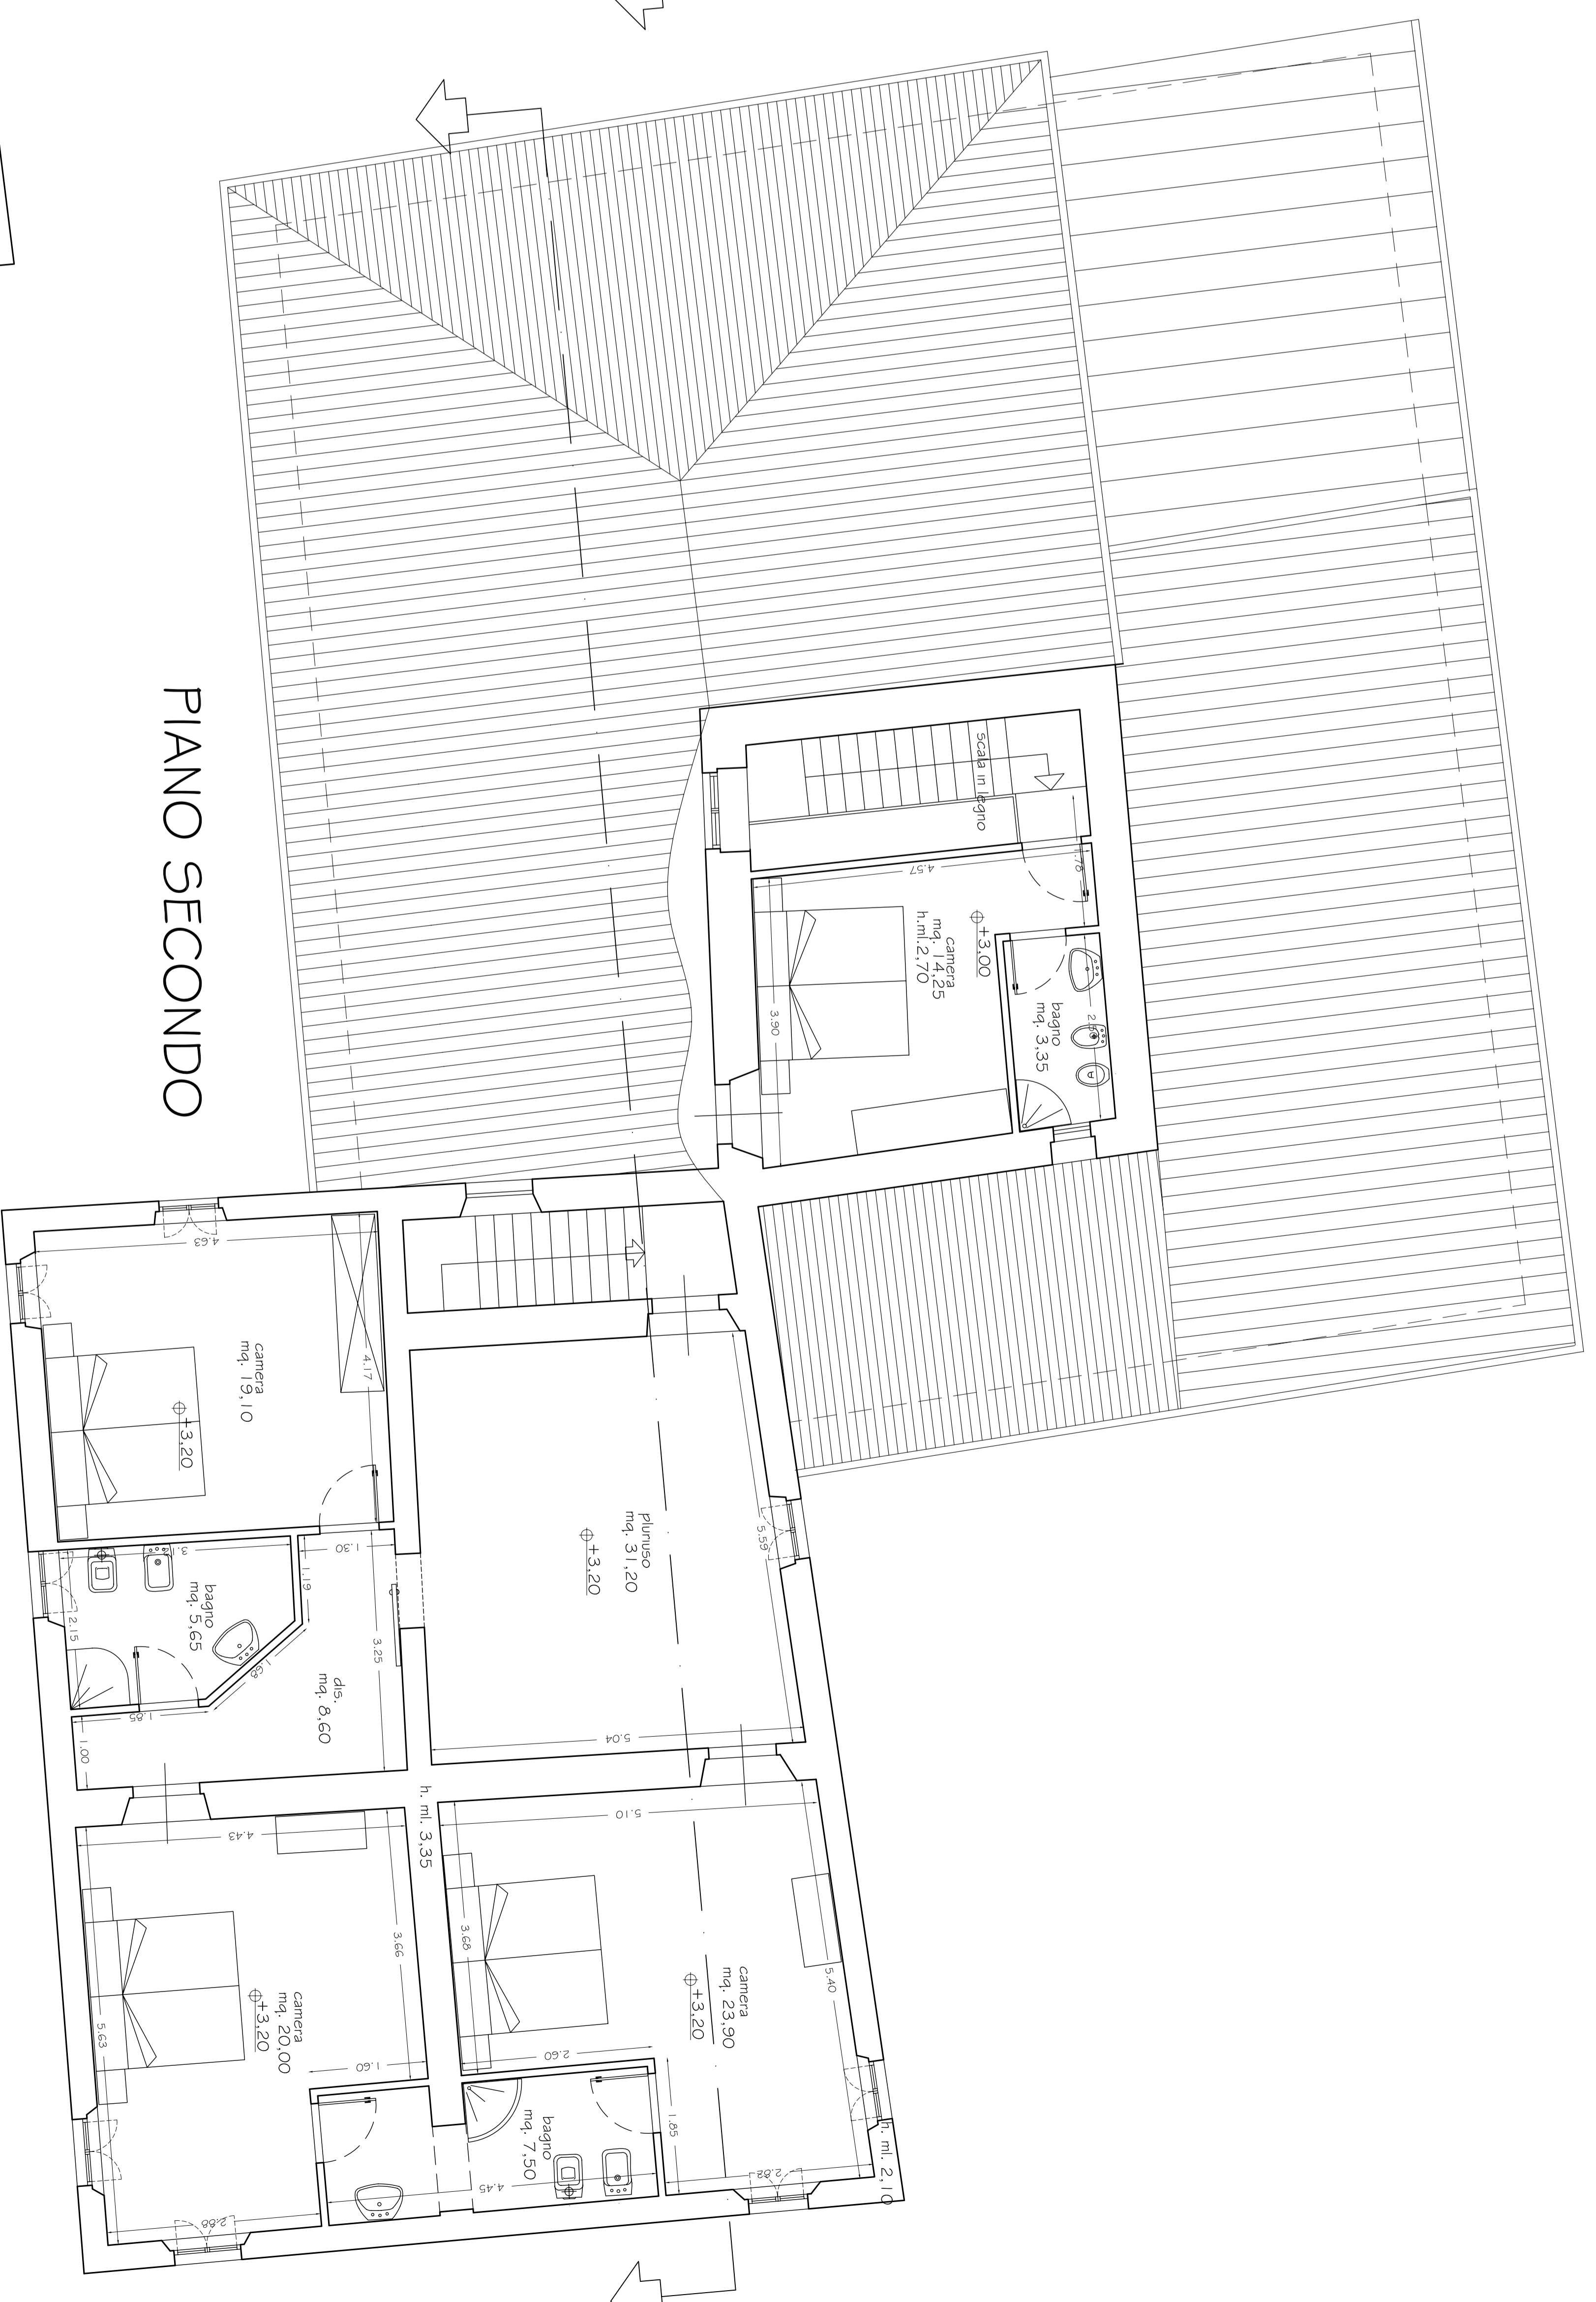 PIANO SECONDO
scala in legno
1.78
4.57
+3,00
camera
mq. 14,25
h.ml.2,70
3.90
bagno
mq. 3,35
4.63
4.17
camera
mq. 19,10
+3,20
pluriuso
mq. 31,20
+3,20
5.59
5.04
1.30
1.19
3.25
bagno
mq. 5,65
2.15
1.68
1.85
1.00
dis.
mq. 8,60
h. ml. 3,35
4.43
3.66
5.63
camera
mq. 20,00
+3,20
1.60
2.88
5.10
3.68
5.40
camera
mq. 23,90
+3,20
2.60
1.85
bagno
mq. 7,50
4.45
2.82
h. ml. 2,10